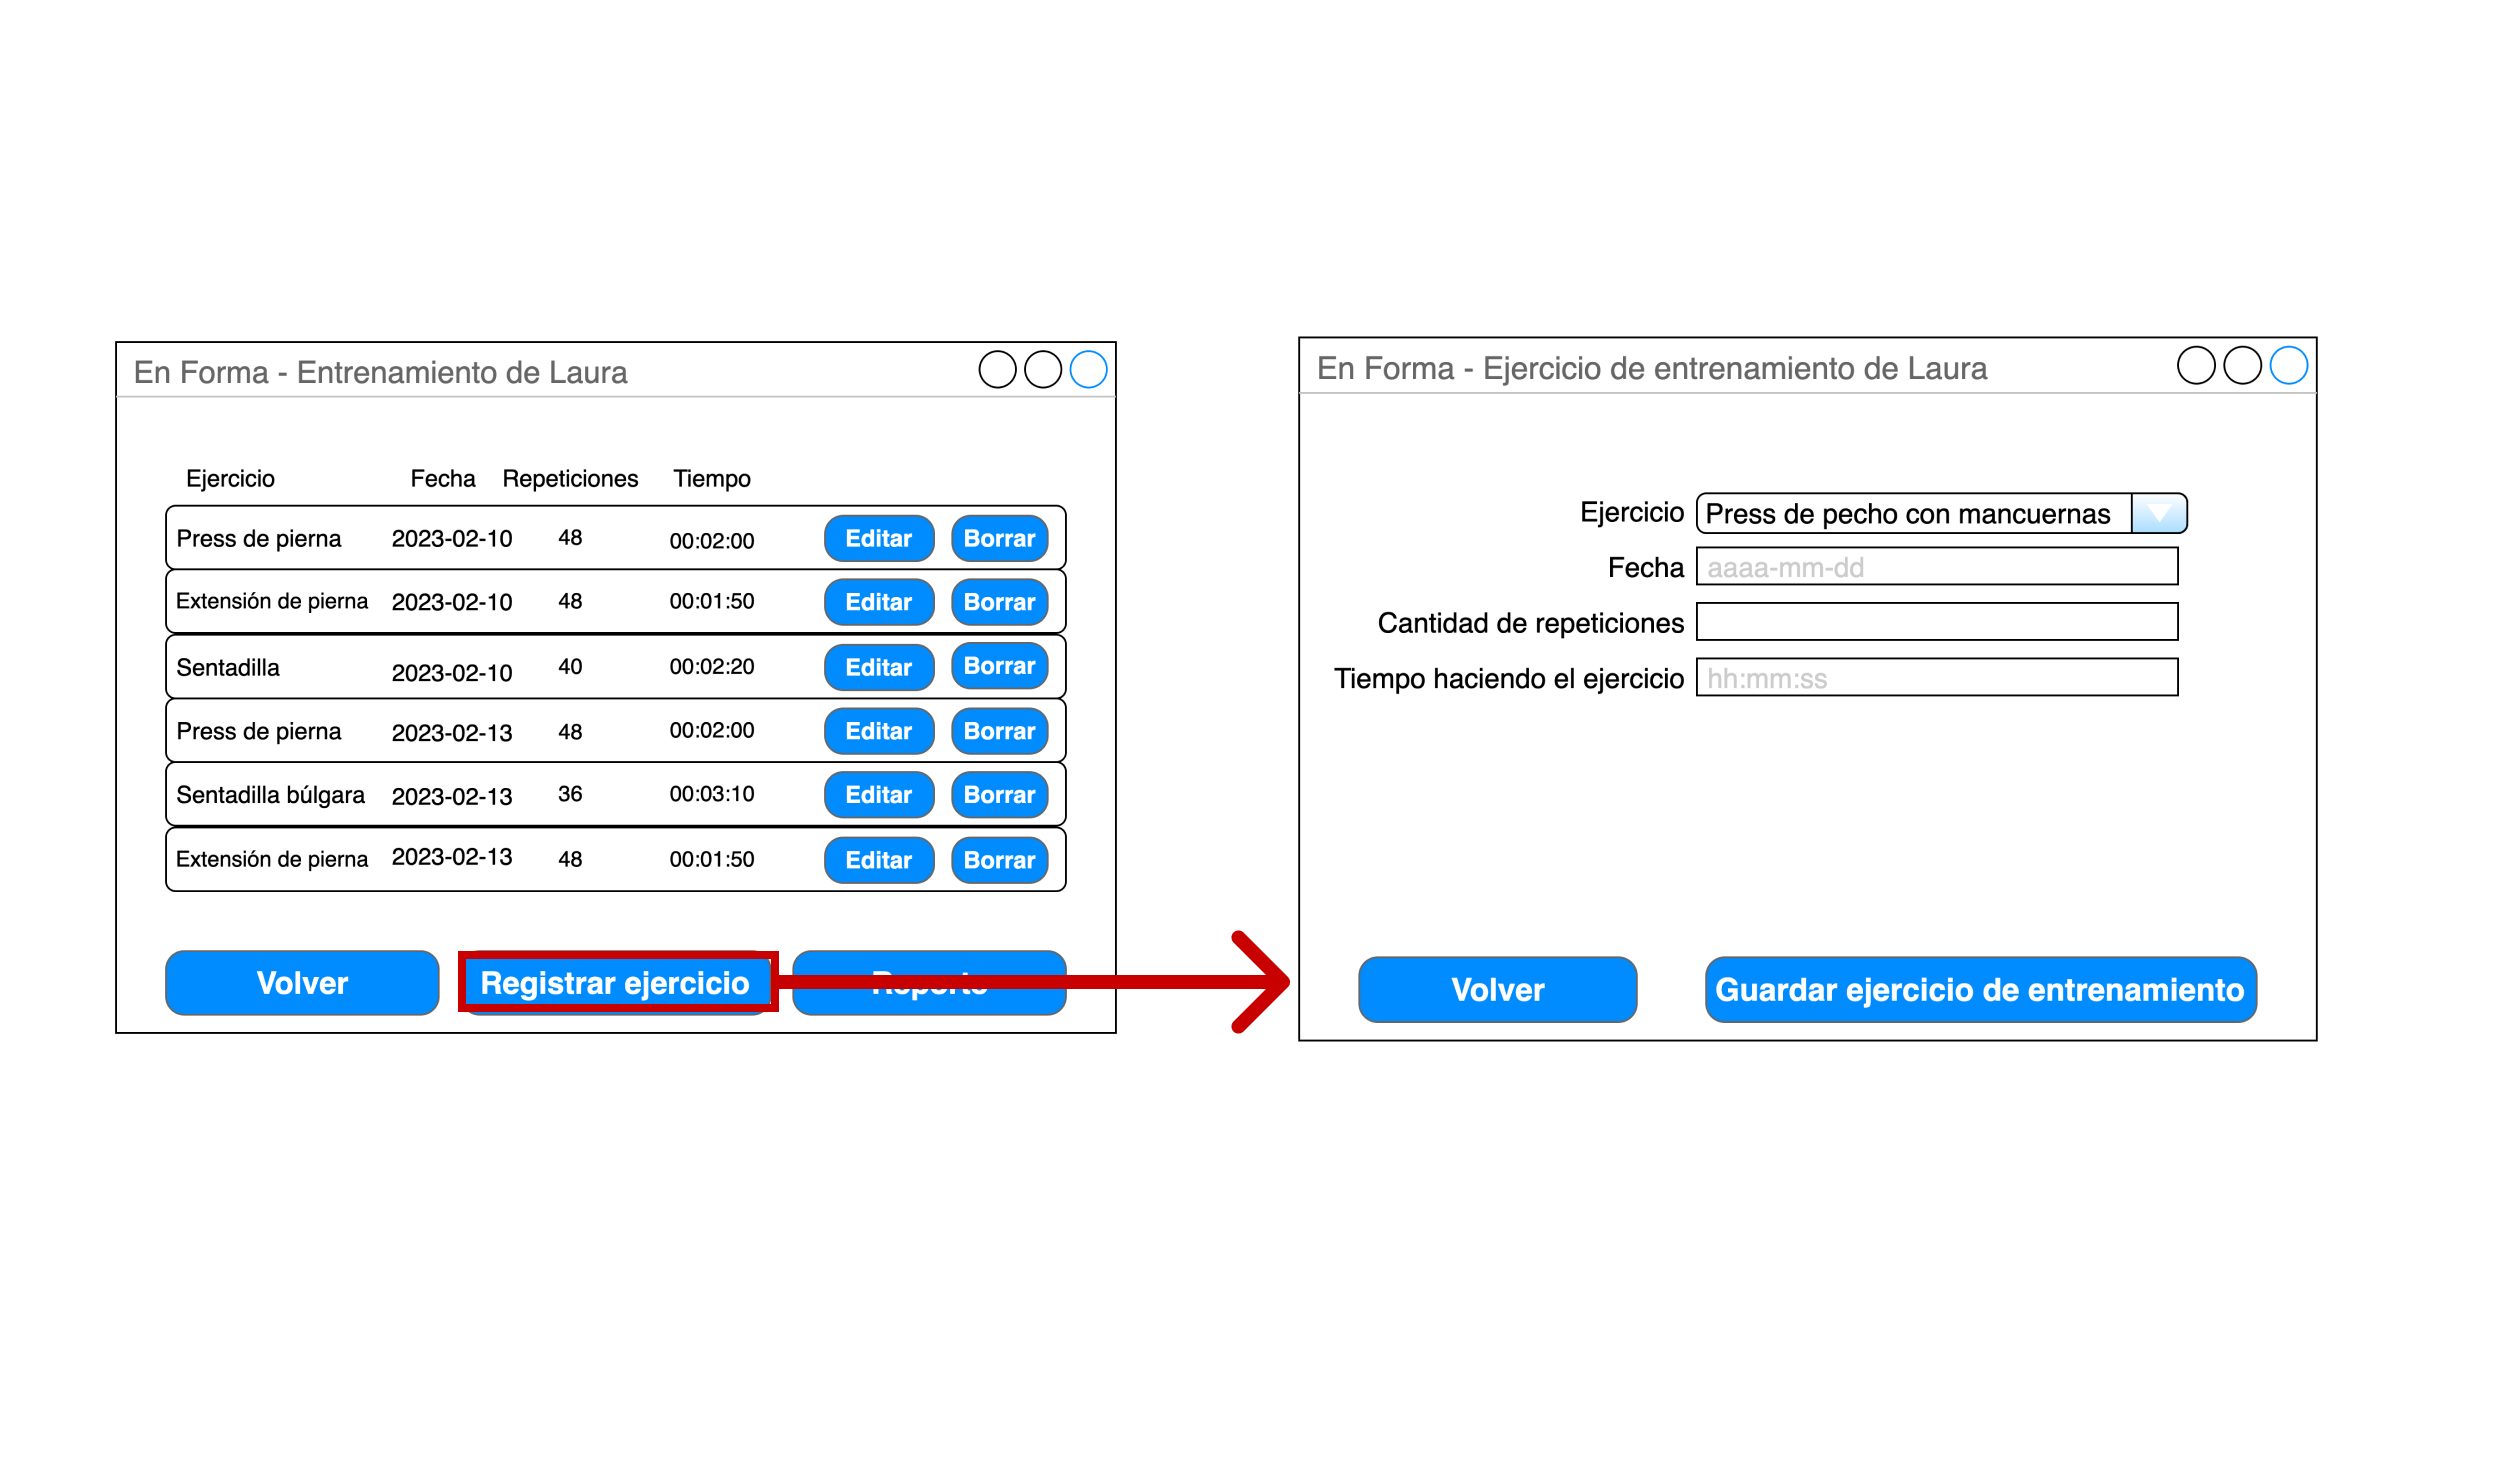 En Forma - Entrenamiento de Laura
Ejercicio Fecha Repeticiones Tiempo
Press de pierna 2023-02-10 48 00:02:00 Editar Borrar
Extensión de pierna 2023-02-10 48 00:01:50 Editar Borrar
Sentadilla 2023-02-10 40 00:02:20 Editar Borrar
Press de pierna 2023-02-13 48 00:02:00 Editar Borrar
Sentadilla búlgara 2023-02-13 36 00:03:10 Editar Borrar
Extensión de pierna 2023-02-13 48 00:01:50 Editar Borrar
Volver Registrar ejercicio Reporte
En Forma - Ejercicio de entrenamiento de Laura
Ejercicio Press de pecho con mancuernas
Fecha aaaa-mm-dd
Cantidad de repeticiones
Tiempo haciendo el ejercicio hh:mm:ss
Volver Guardar ejercicio de entrenamiento